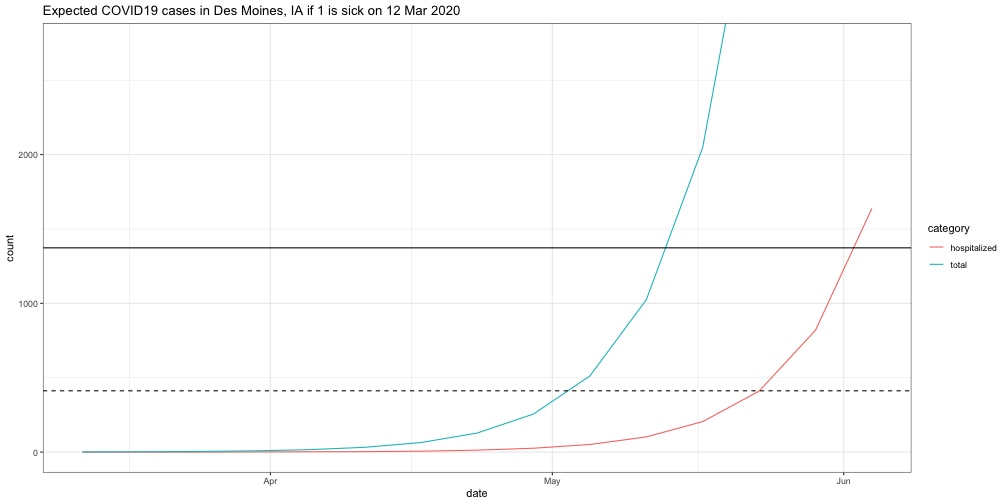 Expected COVID19 cases in Des Moines, IA if 1 is sick on 12 Mar 2020
count
2000
1000
0
Apr
May
Jun
date
category
hospitalized
total